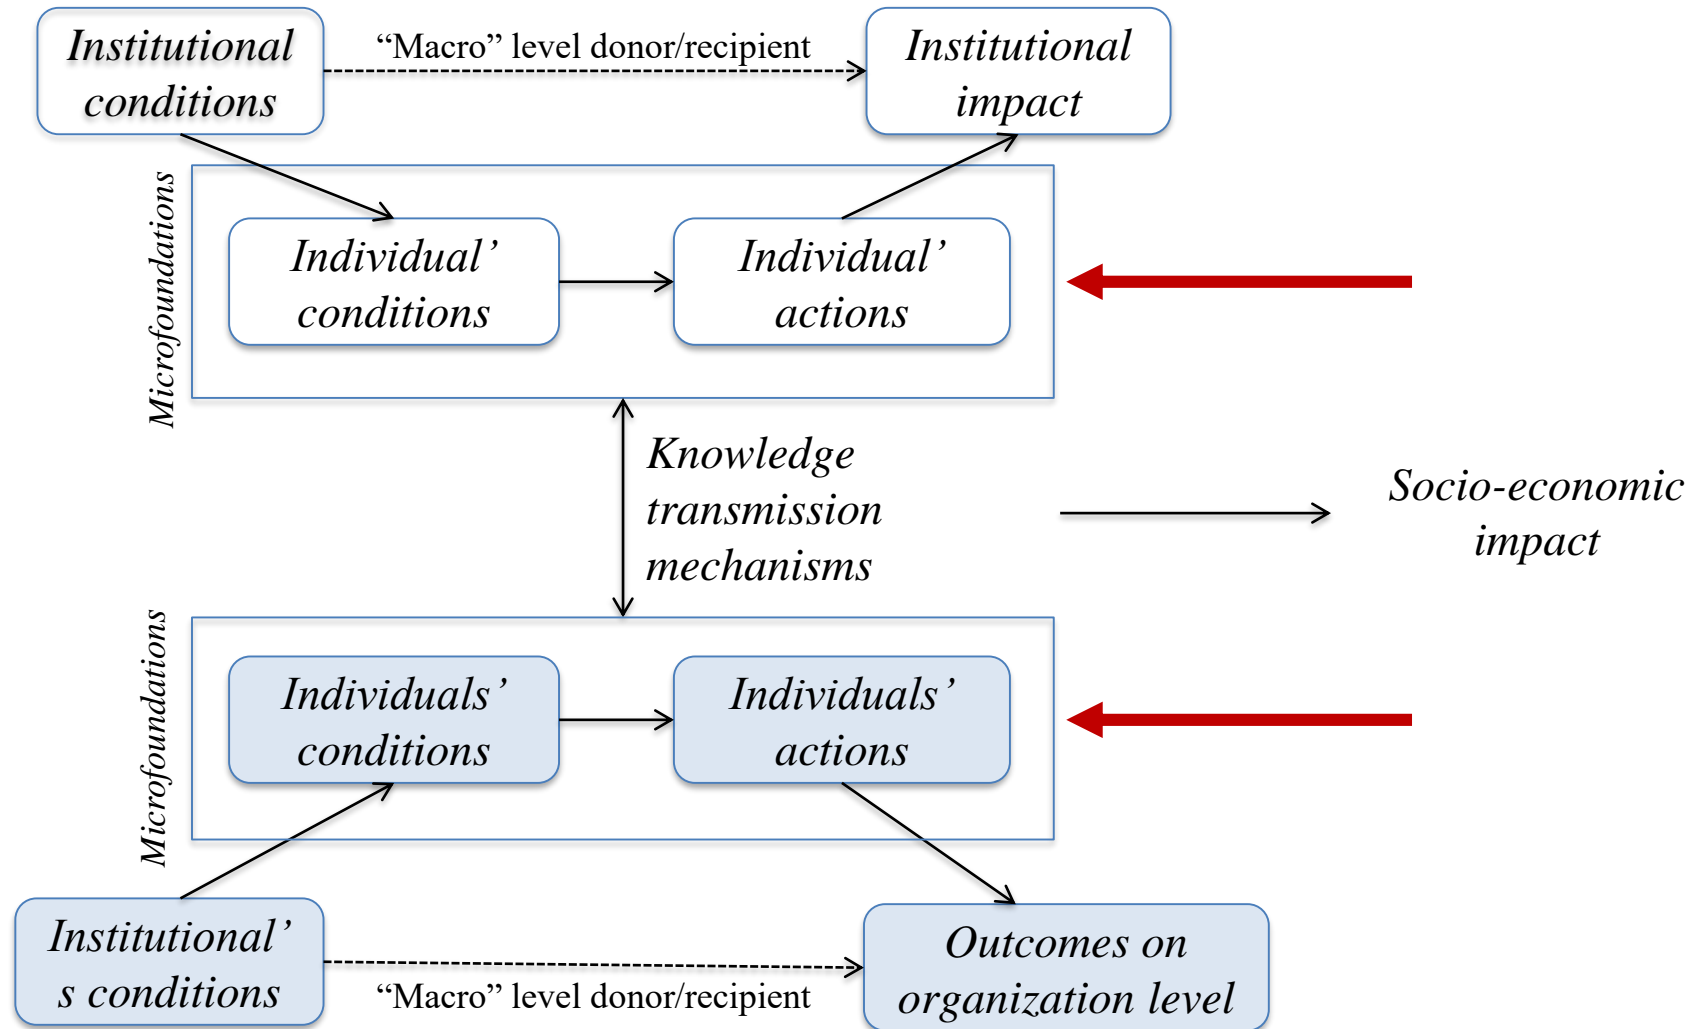 Institutional
conditions
“Macro” level donor/recipient
Institutional
impact
Microfoundations
Individual’
conditions
Individual’
actions
Knowledge
transmission
mechanisms
Socio-economic
impact
Microfoundations
Individuals’
conditions
Individuals’
actions
Institutional’
s conditions
“Macro” level donor/recipient
Outcomes on
organization level